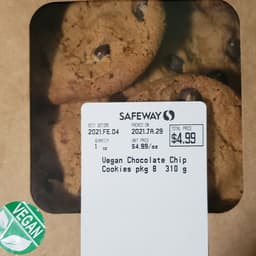 SAFEWAY
BEST BEFORE PACKED ON TOTAL PRICE
2021.FE.04 2021.JA.29 $4.99
QUANTITY UNIT PRICE
1 ea $4.99/ea
Vegan Chocolate Chip
Cookies pkg 8 310 g
VEGAN